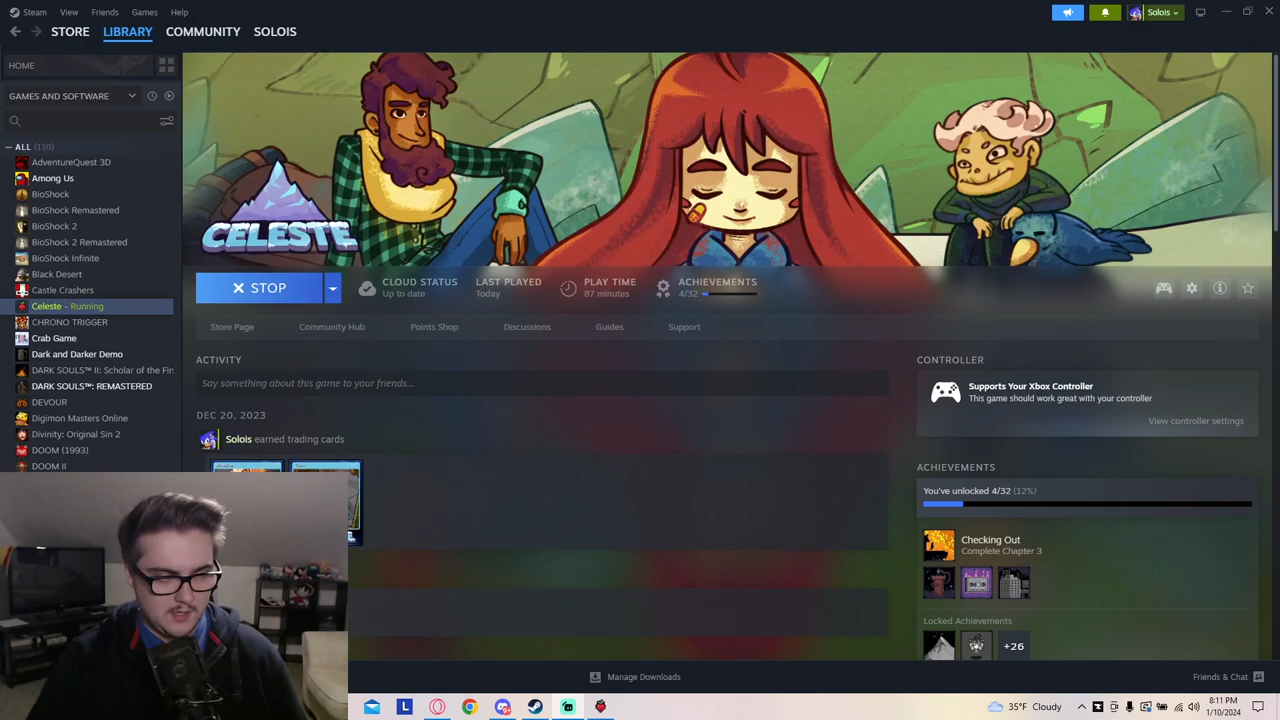 Steam View Friends Games Help
Solois
STORE LIBRARY COMMUNITY SOLOIS
HOME
GAMES AND SOFTWARE
ALL (110)
AdventureQuest 3D
Among Us
BioShock
BioShock Remastered
BioShock 2
BioShock 2 Remastered
BioShock Infinite
Black Desert
Castle Crashers
Celeste - Running
CHRONO TRIGGER
Crab Game
Dark and Darker Demo
DARK SOULS™ II: Scholar of the Firs
DARK SOULS™: REMASTERED
DEVOUR
Digimon Masters Online
Divinity: Original Sin 2
DOOM (1993)
DOOM II
CELESTE
STOP
CLOUD STATUS
Up to date
LAST PLAYED
Today
PLAY TIME
87 minutes
ACHIEVEMENTS
4/32
Store Page Community Hub Points Shop Discussions Guides Support
ACTIVITY
Say something about this game to your friends...
DEC 20, 2023
Solois earned trading cards
CONTROLLER
Supports Your Xbox Controller
This game should work great with your controller
View controller settings
ACHIEVEMENTS
You've unlocked 4/32 (12%)
Checking Out
Complete Chapter 3
Locked Achievements
+26
Manage Downloads
Friends & Chat
L
35°F Cloudy
8:11 PM
1/10/2024